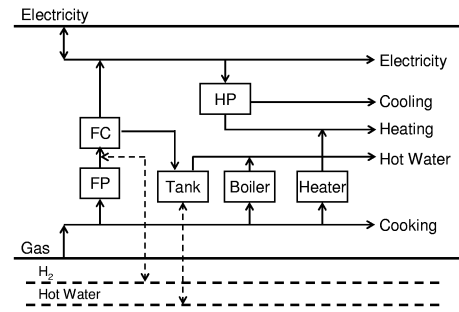 Electricity
Electricity
HP
Cooling
FC
Heating
Hot Water
FP
Tank
Boiler
Heater
Cooking
Gas
H2
Hot Water